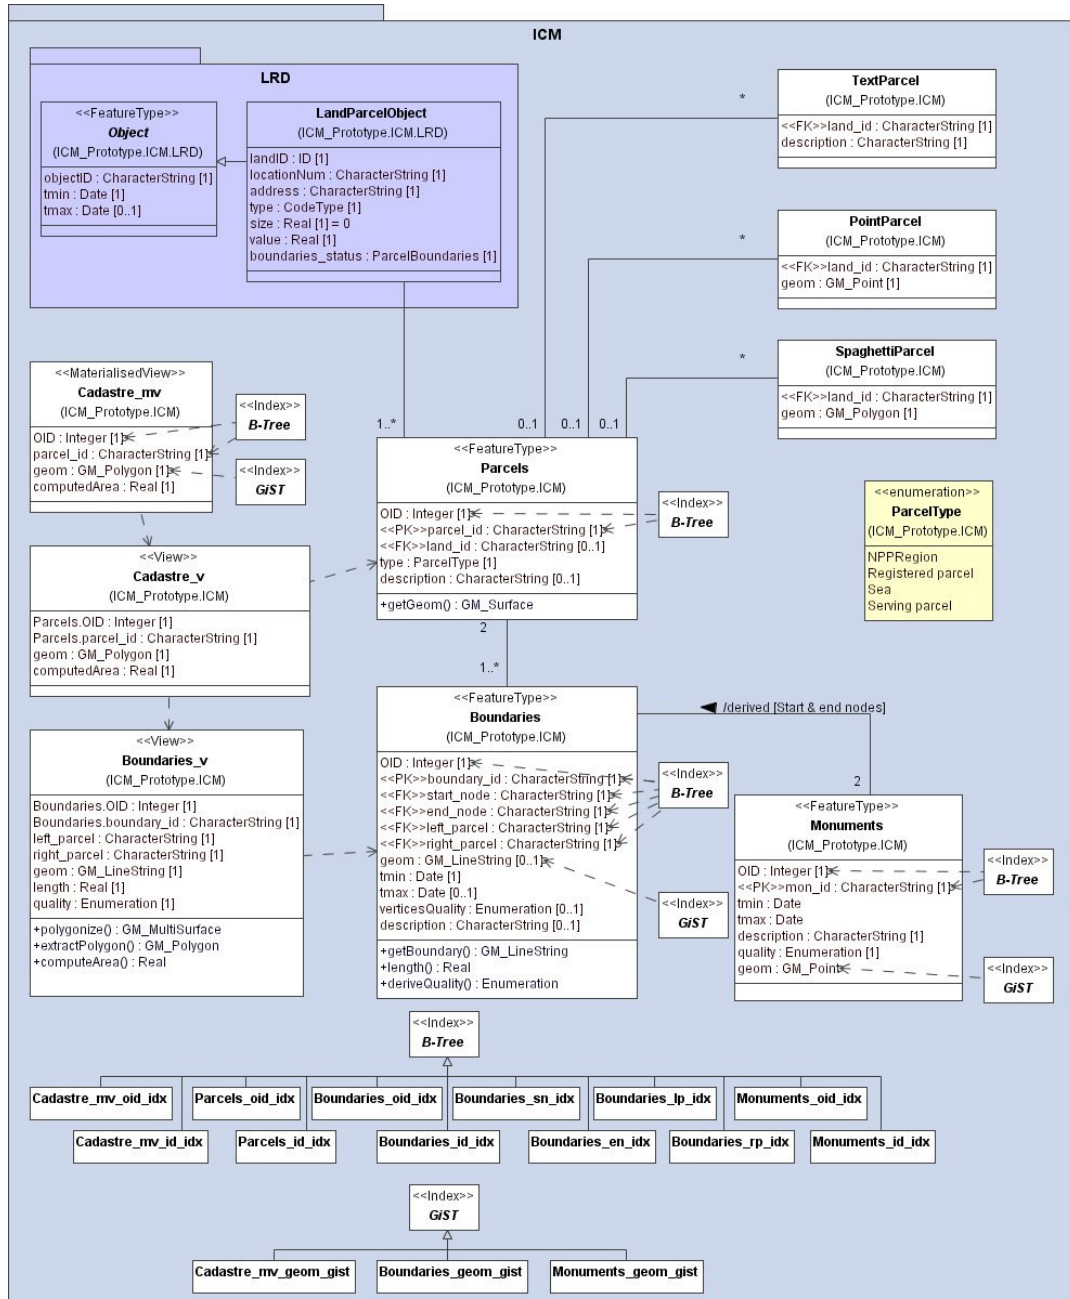 ICM
LRD
<<FeatureType>>
Object
(ICM_Prototype.ICM.LRD)
objectID : CharacterString [1]
tmin : Date [1]
tmax : Date [0..1]
LandParcelObject
(ICM_Prototype.ICM.LRD)
landID : ID [1]
locationNum : CharacterString [1]
address : CharacterString [1]
type : CodeType [1]
size : Real [1] = 0
value : Real [1]
boundaries_status : ParcelBoundaries [1]
TextParcel
(ICM_Prototype.ICM)
<<FK>>land_id : CharacterString [1]
description : CharacterString [1]
*
PointParcel
(ICM_Prototype.ICM)
<<FK>>land_id : CharacterString [1]
geom : GM_Point [1]
*
SpaghettiParcel
(ICM_Prototype.ICM)
<<FK>>land_id : CharacterString [1]
geom : GM_Polygon [1]
*
<<MaterialisedView>>
Cadastre_mv
(ICM_Prototype.ICM)
OID : Integer [1]
parcel_id : CharacterString [1]
geom : GM_Polygon [1]
computedArea : Real [1]
<<Index>>
B-Tree
<<Index>>
GiST
1..*
0..1
0..1
0..1
<<FeatureType>>
Parcels
(ICM_Prototype.ICM)
OID : Integer [1]
<<PK>>parcel_id : CharacterString [1]
<<FK>>land_id : CharacterString [0..1]
type : ParcelType [1]
description : CharacterString [0..1]
+getGeom() : GM_Surface
<<Index>>
B-Tree
<<enumeration>>
ParcelType
(ICM_Prototype.ICM)
NPPRegion
Registered parcel
Sea
Serving parcel
<<View>>
Cadastre_v
(ICM_Prototype.ICM)
Parcels.OID : Integer [1]
Parcels.parcel_id : CharacterString [1]
geom : GM_Polygon [1]
computedArea : Real [1]
2
1..*
<<View>>
Boundaries_v
(ICM_Prototype.ICM)
Boundaries.OID : Integer [1]
Boundaries.boundary_id : CharacterString [1]
left_parcel : CharacterString [1]
right_parcel : CharacterString [1]
geom : GM_LineString [1]
length : Real [1]
quality : Enumeration [1]
+polygonize() : GM_MultiSurface
+extractPolygon() : GM_Polygon
+computeArea() : Real
<<FeatureType>>
Boundaries
(ICM_Prototype.ICM)
OID : Integer [1]
<<PK>>boundary_id : CharacterString [1]
<<FK>>start_node : CharacterString [1]
<<FK>>end_node : CharacterString [1]
<<FK>>left_parcel : CharacterString [1]
<<FK>>right_parcel : CharacterString [1]
geom : GM_LineString [0..1]
tmin : Date [1]
tmax : Date [0..1]
verticesQuality : Enumeration [0..1]
description : CharacterString [0..1]
+getBoundary() : GM_LineString
+length() : Real
+deriveQuality() : Enumeration
<<Index>>
B-Tree
<<Index>>
GiST
/derived [Start & end nodes]
2
<<FeatureType>>
Monuments
(ICM_Prototype.ICM)
OID : Integer [1]
<<PK>>mon_id : CharacterString [1]
tmin : Date
tmax : Date
description : CharacterString [1]
quality : Enumeration [1]
geom : GM_Point
<<Index>>
B-Tree
<<Index>>
GiST
<<Index>>
B-Tree
Cadastre_mv_oid_idx
Parcels_oid_idx
Boundaries_oid_idx
Boundaries_sn_idx
Boundaries_lp_idx
Monuments_oid_idx
Cadastre_mv_id_idx
Parcels_id_idx
Boundaries_id_idx
Boundaries_en_idx
Boundaries_rp_idx
Monuments_id_idx
<<Index>>
GiST
Cadastre_mv_geom_gist
Boundaries_geom_gist
Monuments_geom_gist